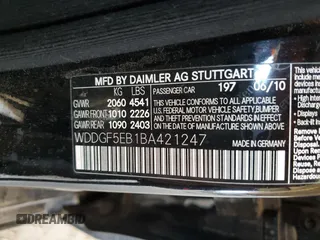 MFD BY DAIMLER AG STUTTGART
PASSENGER CAR 197 06/10
KG LBS
GVWR 2060 4541
GAWR FRONT 1010 2226
GAWR REAR 1090 2403
THIS VEHICLE CONFORMS TO ALL APPLICABLE
U.S. FEDERAL MOTOR VEHICLE SAFETY, BUMPER,
AND THEFT PREVENTION STANDARDS IN EFFECT
ON THE DATE OF MANUFACTURE SHOWN ABOVE.
WDDGF5EB1BA421247
MADE IN GERMANY
DREAMBID